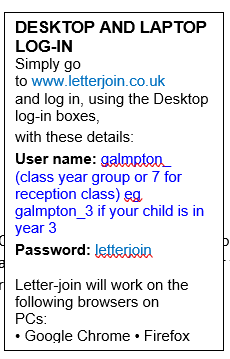 DESKTOP AND LAPTOP
LOG-IN
Simply go
to www.letterjoin.co.uk
and log in, using the Desktop
log-in boxes,
with these details:
User name: galmpton_
(class year group or 7 for
reception class) eg
galmpton_3 if your child is in
year 3
Password: letterjoin
Letter-join will work on the
following browsers on
PCs:
• Google Chrome • Firefox